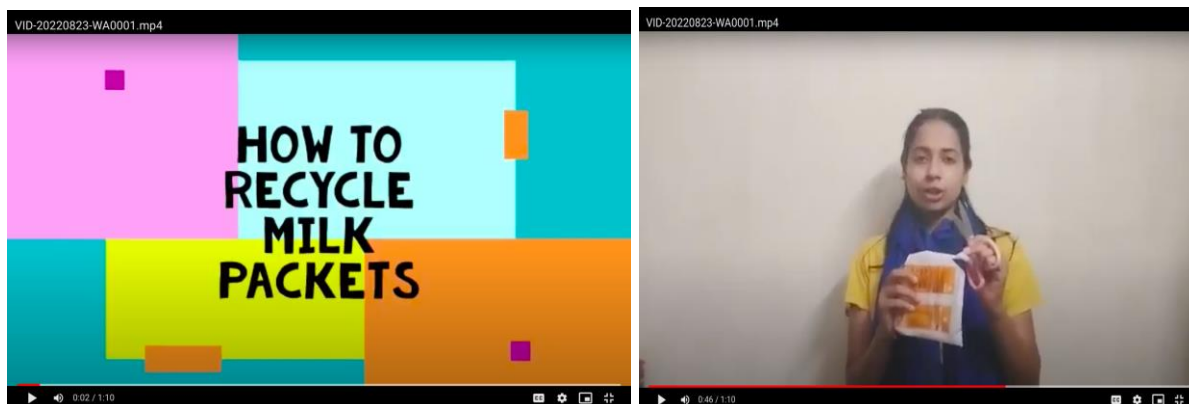 VID-20220823-WA0001.mp4
HOW TO
RECYCLE
MILK
PACKETS
0:02 / 1:10
VID-20220823-WA0001.mp4
0:46 / 1:10